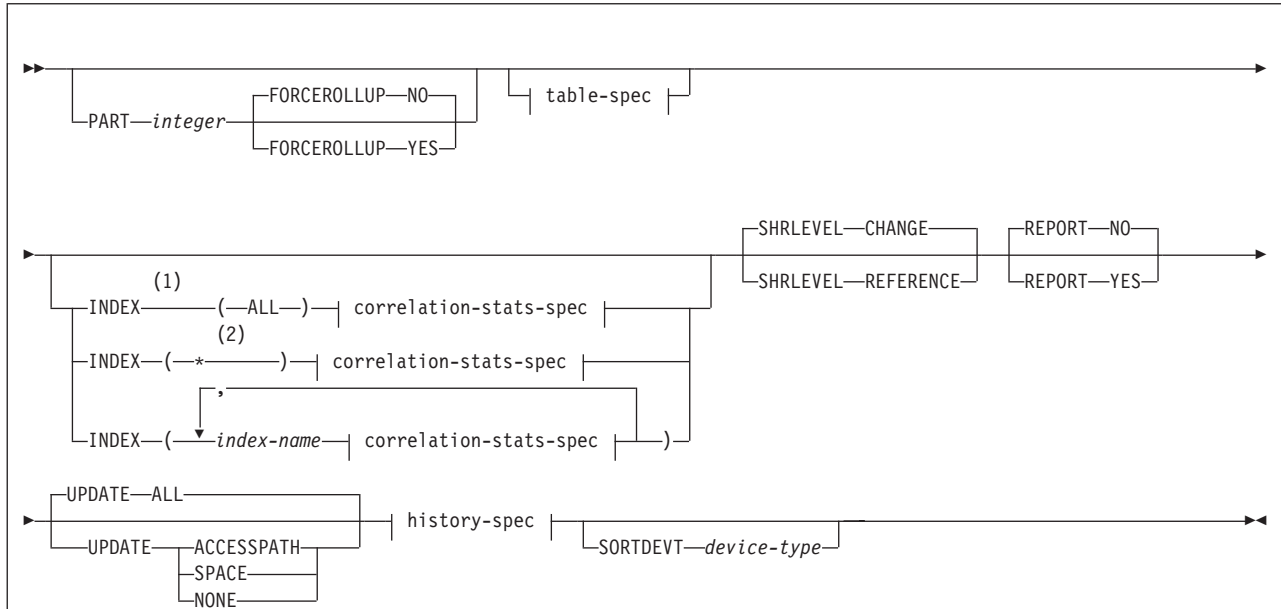 FORCEROLLUP NO
table-spec
PART integer
FORCEROLLUP YES
SHRLEVEL CHANGE
REPORT NO
(1)
SHRLEVEL REFERENCE
REPORT YES
INDEX ( ALL ) correlation-stats-spec
(2)
INDEX ( * ) correlation-stats-spec
,
INDEX ( index-name correlation-stats-spec )
UPDATE ALL
history-spec
UPDATE ACCESSPATH
SORTDEVT device-type
SPACE
NONE